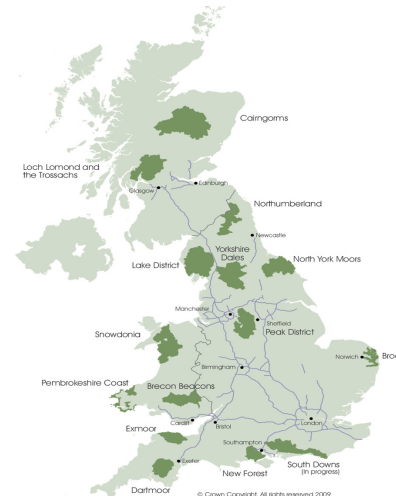 Cairngorms
Loch Lomond and
the Trossachs
Edinburgh
Glasgow
Northumberland
Newcastle
Yorkshire
Dales
Lake District
North York Moors
Manchester
Sheffield
Peak District
Snowdonia
Norwich
Broa
Birmingham
Pembrokeshire Coast
Brecon Beacons
Cardiff
Bristol
London
Exmoor
Southampton
Exeter
New Forest
South Downs
(In progress)
Dartmoor
© Crown Copyright. All rights reserved 2009